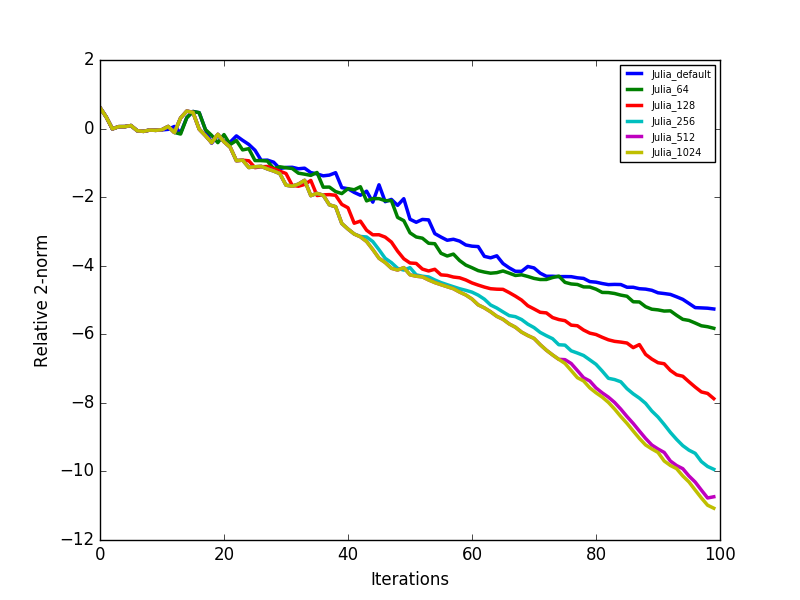 2
0
−2
−4
−6
−8
−10
−12
0 20 40 60 80 100
Relative 2-norm
Iterations
Julia_default
Julia_64
Julia_128
Julia_256
Julia_512
Julia_1024